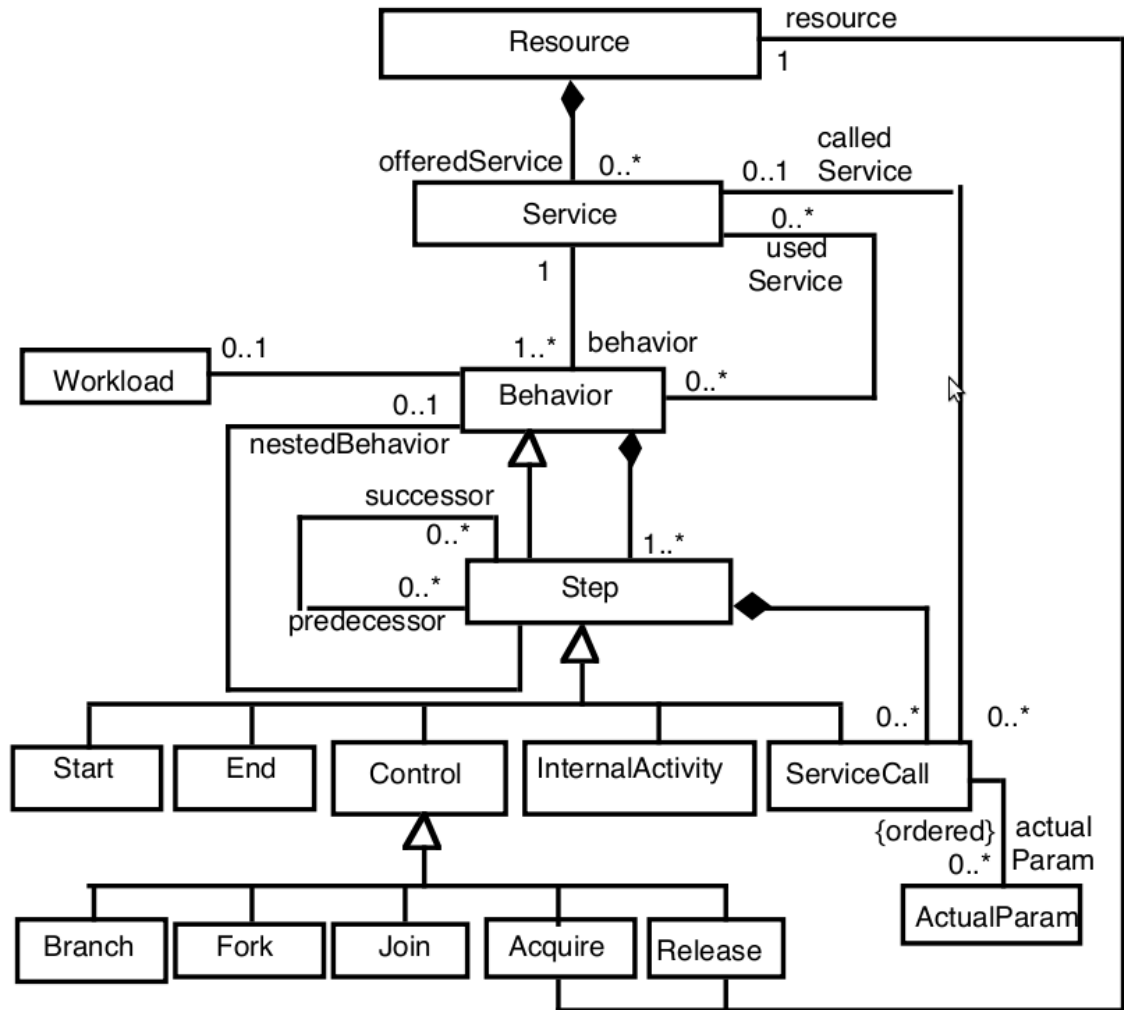 resource
Resource
1
called
Service
offeredService
0..*
0..1
Service
0..*
used
Service
1
behavior
1..*
0..1
Workload
Behavior
0..*
0..1
nestedBehavior
successor
0..*
1..*
0..*
Step
predecessor
0..*
0..*
Start
End
Control
InternalActivity
ServiceCall
{ordered}
actual
Param
0..*
ActualParam
Branch
Fork
Join
Acquire
Release